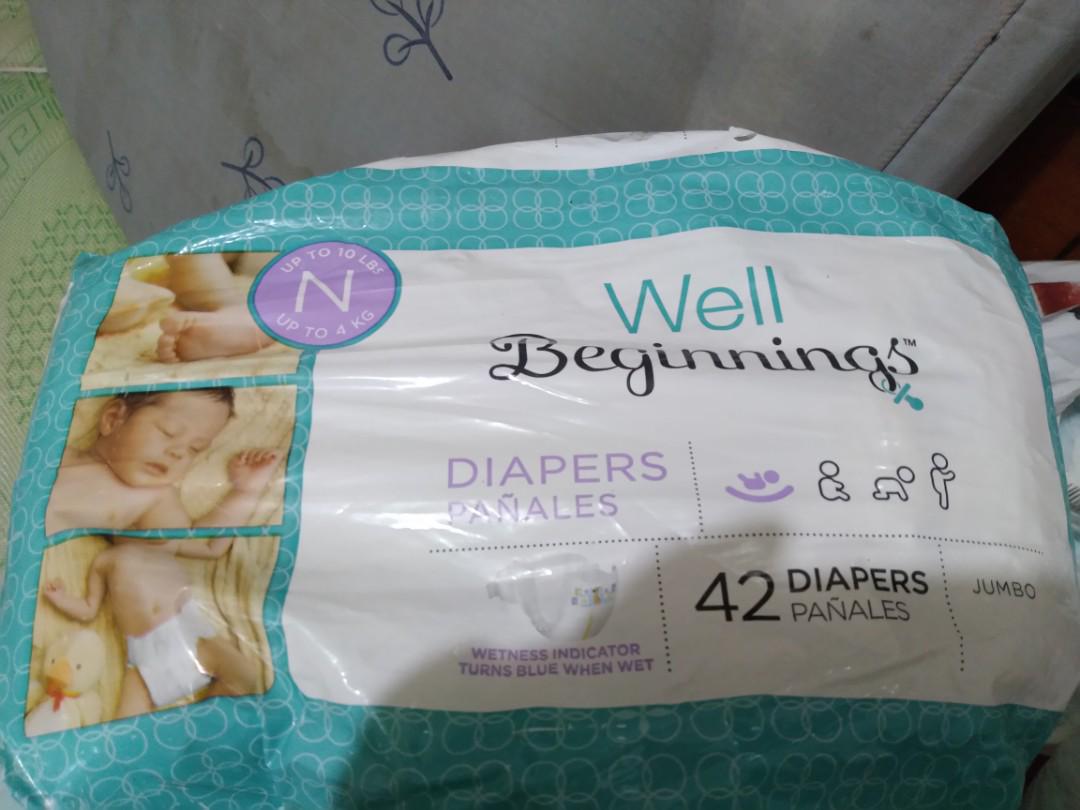 UP TO 10 LBS
N
UP TO 4 KG
Well
Beginnings™
DIAPERS
PAÑALES
WETNESS INDICATOR
TURNS BLUE WHEN WET
42 DIAPERS
PAÑALES
JUMBO